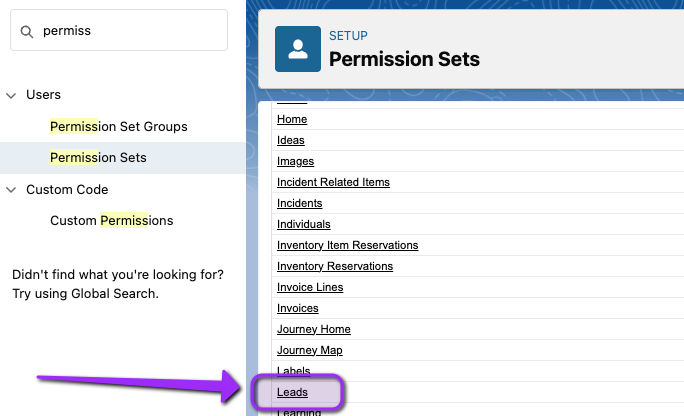 permiss
Users
Permission Set Groups
Permission Sets
Custom Code
Custom Permissions
Didn't find what you're looking for?
Try using Global Search.
SETUP
Permission Sets
Home
Ideas
Images
Incident Related Items
Incidents
Individuals
Inventory Item Reservations
Inventory Reservations
Invoice Lines
Invoices
Journey Home
Journey Map
Labels
Leads
Learning